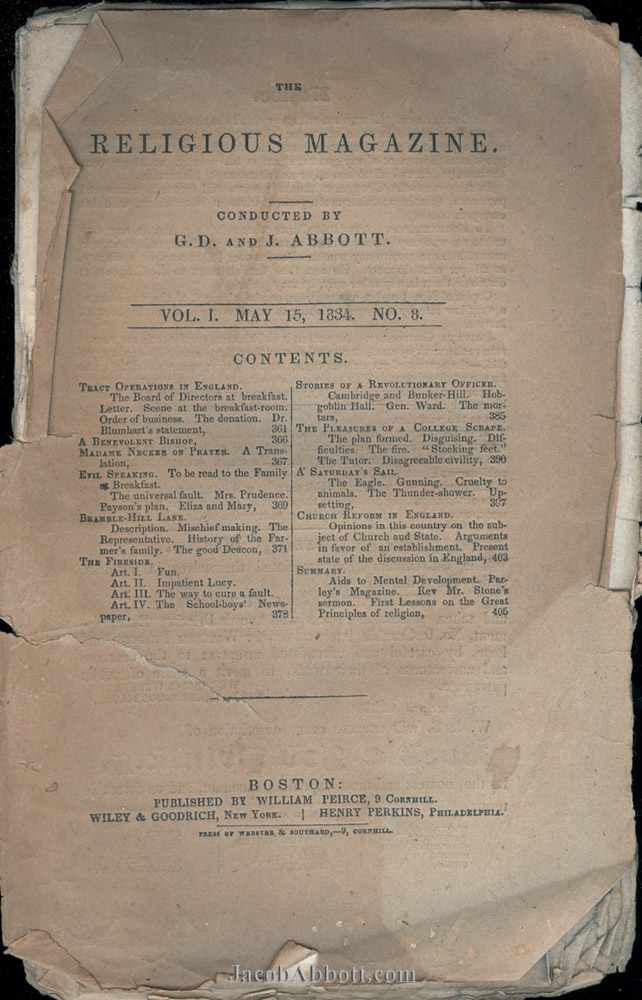 THE
RELIGIOUS MAGAZINE.
CONDUCTED BY
G. D. AND J. ABBOTT.
VOL. I. MAY 15, 1834. NO. 8.
CONTENTS.
TRACT OPERATIONS IN ENGLAND.
The Board of Directors at breakfast.
Letter. Scene at the breakfast-room.
Order of business. The donation. Dr.
Blumhart's statement, 361
A BENEVOLENT BISHOP, 366
MADAME NECKER ON PRAYER. A Trans-
lation, 367
EVIL SPEAKING. To be read to the Family
at Breakfast.
The universal fault. Mrs. Prudence.
Payson's plan. Eliza and Mary, 369
BRAMBLE-HILL LANE.
Description. Mischief making. The
Representative. History of the Far-
mer's family. The good Deacon, 371
THE FIRESIDE.
Art. I. Fun.
Art. II. Impatient Lucy.
Art. III. The way to cure a fault.
Art. IV. The School-boys' News-
paper, 378
STORIES OF A REVOLUTIONARY OFFICER.
Cambridge and Bunker-Hill. Hob-
goblin Hall. Gen. Ward. The mor-
tars, 385
THE PLEASURES OF A COLLEGE SCRAPE.
The plan formed. Disguising. Dif-
ficulties. The fire. "Stocking feet."
The Tutor. Disagreeable civility, 390
A SATURDAY'S SAIL.
The Eagle. Gunning. Cruelty to
animals. The Thunder-shower. Up-
setting, 397
CHURCH REFORM IN ENGLAND.
Opinions in this country on the sub-
ject of Church and State. Arguments
in favor of an establishment. Present
state of the discussion in England, 403
SUMMARY.
Aids to Mental Development. Par-
ley's Magazine. Rev Mr. Stone's
sermon. First Lessons on the Great
Principles of religion, 405
BOSTON:
PUBLISHED BY WILLIAM PEIRCE, 9 CORNHILL.
WILEY & GOODRICH, NEW YORK. | HENRY PERKINS, PHILADELPHIA.
PRESS OF WEBSTER & SOUTHARD,—9, CORNHILL.
JacobAbbott.com